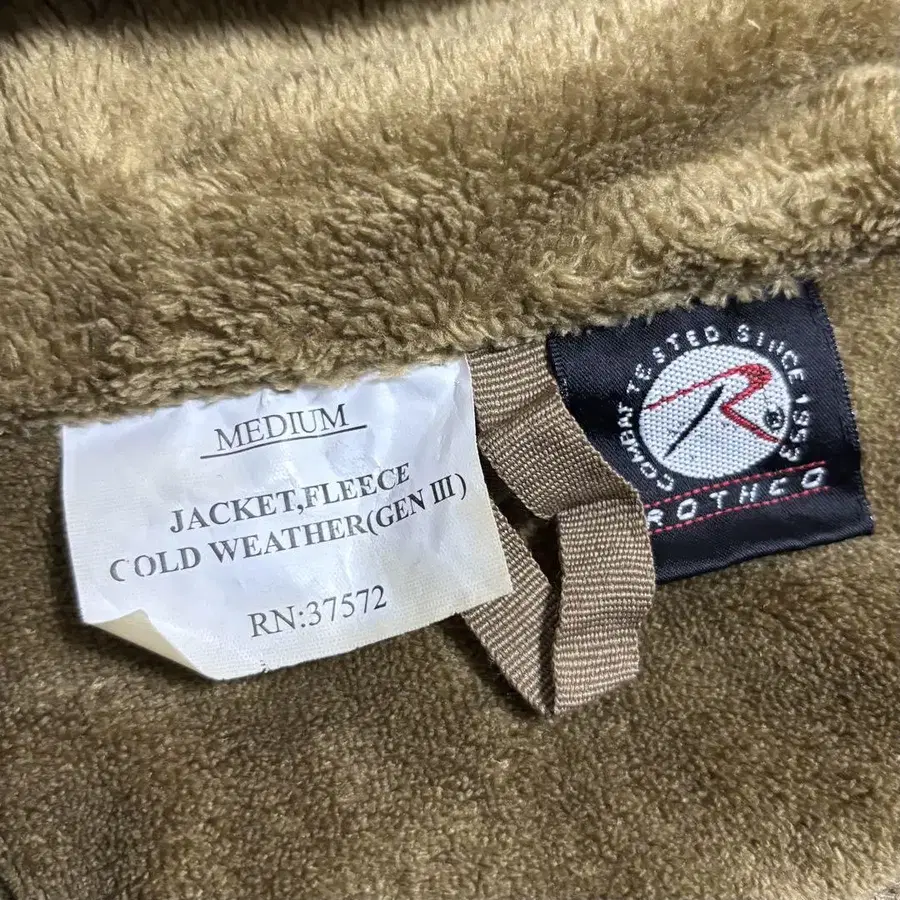 MEDIUM
JACKET,FLEECE
COLD WEATHER(GEN III)
RN:37572
COMBAT TESTED SINCE 1953
R ®
ROTHCO